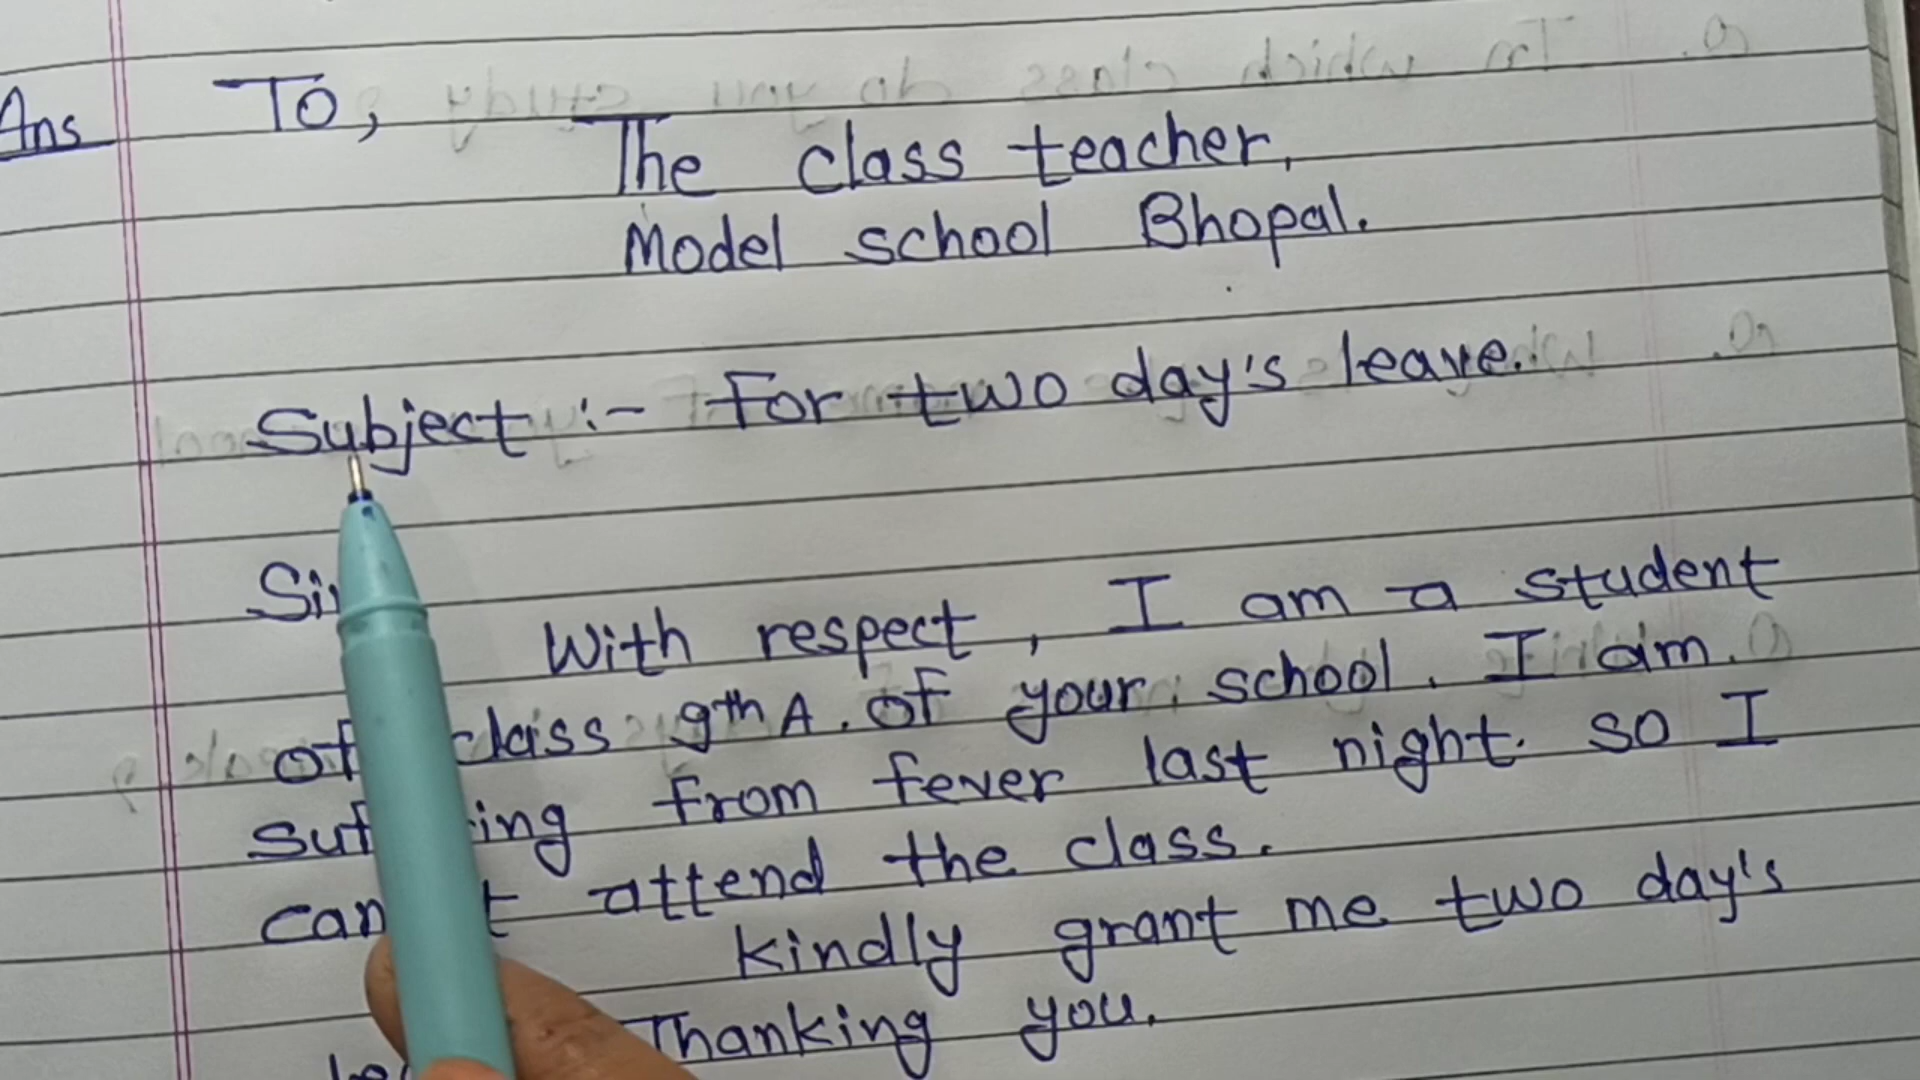 Ans To,
The class teacher,
Model school Bhopal.
Subject :- For two day's leave.
With respect, I am a student
class 9th A. of your school. I am
from fever last night. so I
attend the class.
kindly grant me two day's
Thanking you.